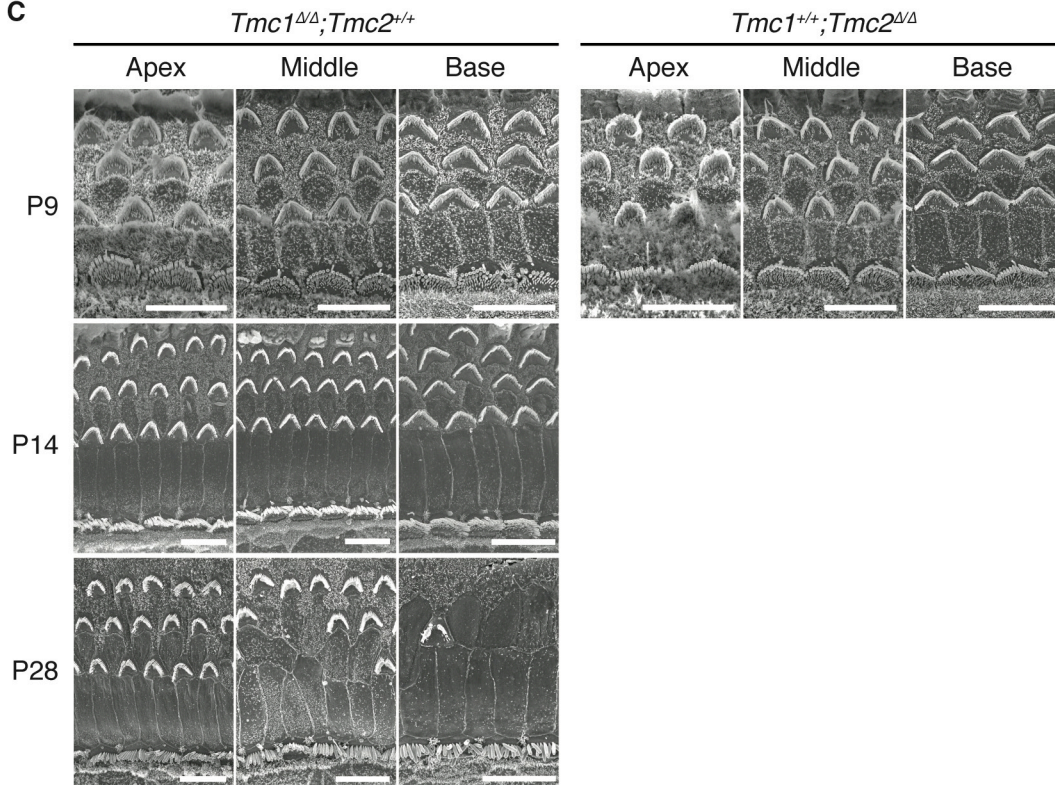 C
Tmc1Δ/Δ;Tmc2+/+
Tmc1+/+;Tmc2Δ/Δ
Apex Middle Base Apex Middle Base
P9
P14
P28